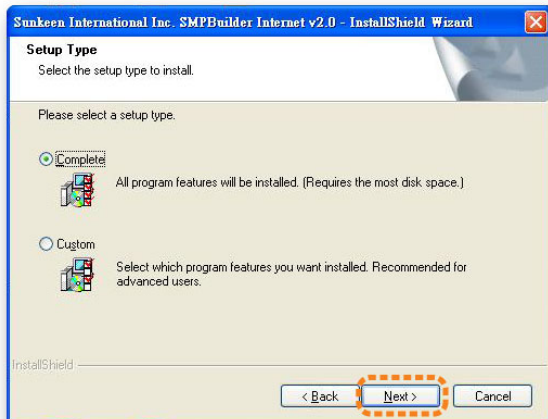 Sunkeen International Inc. SMPBuilder Internet v2.0 - InstallShield Wizard
Setup Type
Select the setup type to install.
Please select a setup type.
Complete
All program features will be installed. (Requires the most disk space.)
Custom
Select which program features you want installed. Recommended for
advanced users.
InstallShield
< Back Next > Cancel